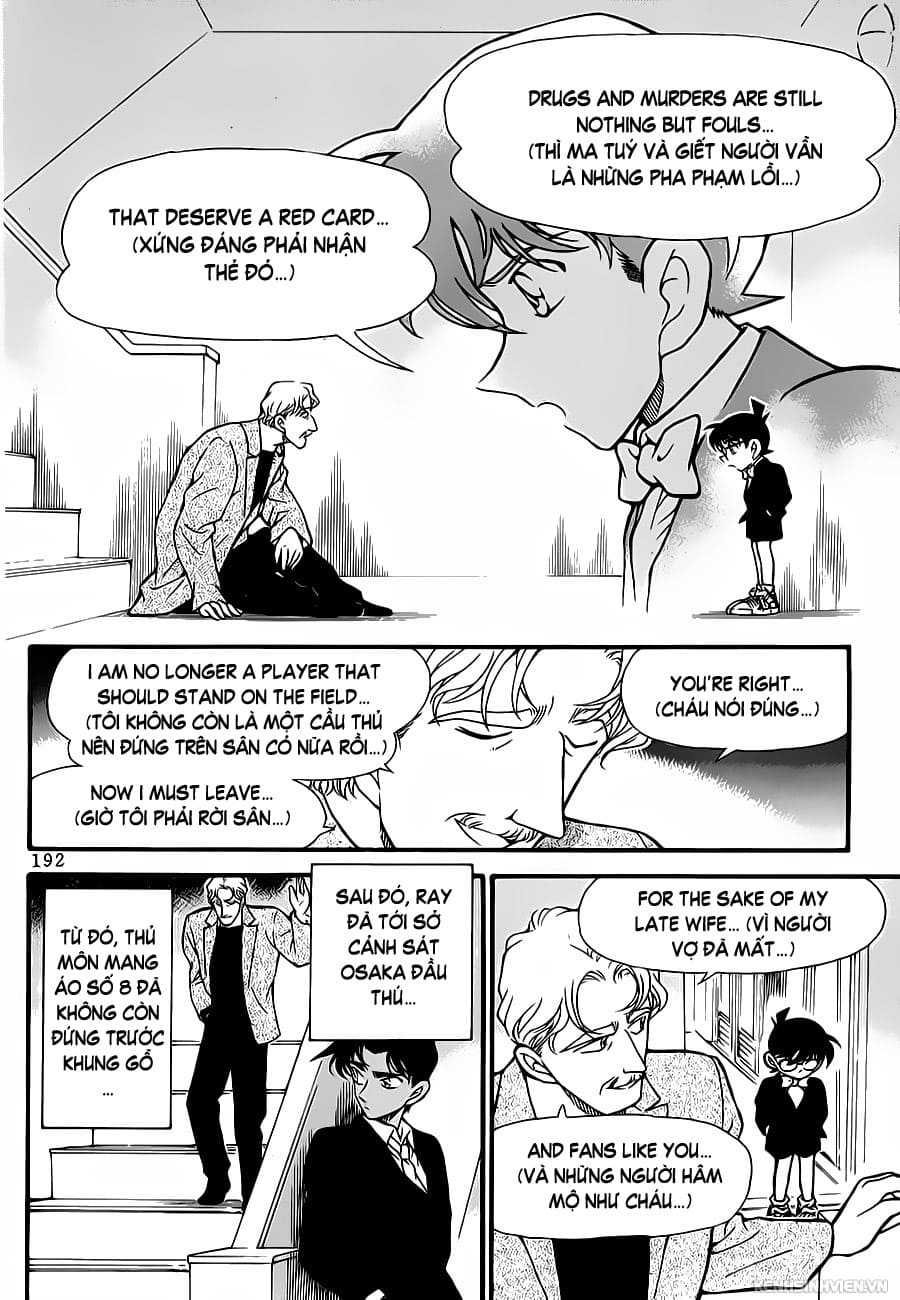 DRUGS AND MURDERS ARE STILL
NOTHING BUT FOULS...
(THÌ MA TUÝ VÀ GIẾT NGƯỜI VẪN
LÀ NHỮNG PHA PHẠM LỖI...)
THAT DESERVE A RED CARD...
(XỨNG ĐÁNG PHẢI NHẬN
THẺ ĐỎ...)
YOU'RE RIGHT...
(CHÁU NÓI ĐÚNG...)
I AM NO LONGER A PLAYER THAT
SHOULD STAND ON THE FIELD...
(TÔI KHÔNG CÒN LÀ MỘT CẦU THỦ
NÊN ĐỨNG TRÊN SÂN CỎ NỮA RỒI...)
NOW I MUST LEAVE...
(GIỜ TÔI PHẢI RỜI SÂN...)
192
FOR THE SAKE OF MY
LATE WIFE... (VÌ NGƯỜI
VỢ ĐÃ MẤT...)
AND FANS LIKE YOU...
(VÀ NHỮNG NGƯỜI HÂM
MỘ NHƯ CHÁU...)
SAU ĐÓ, RAY
ĐÃ TỚI SỞ
CẢNH SÁT
OSAKA ĐẦU
THÚ...
TỪ ĐÓ, THỦ
MÔN MANG
ÁO SỐ 8 ĐÃ
KHÔNG CÒN
ĐỨNG TRƯỚC
KHUNG GỖ
...
KENHSINHVIEN.VN